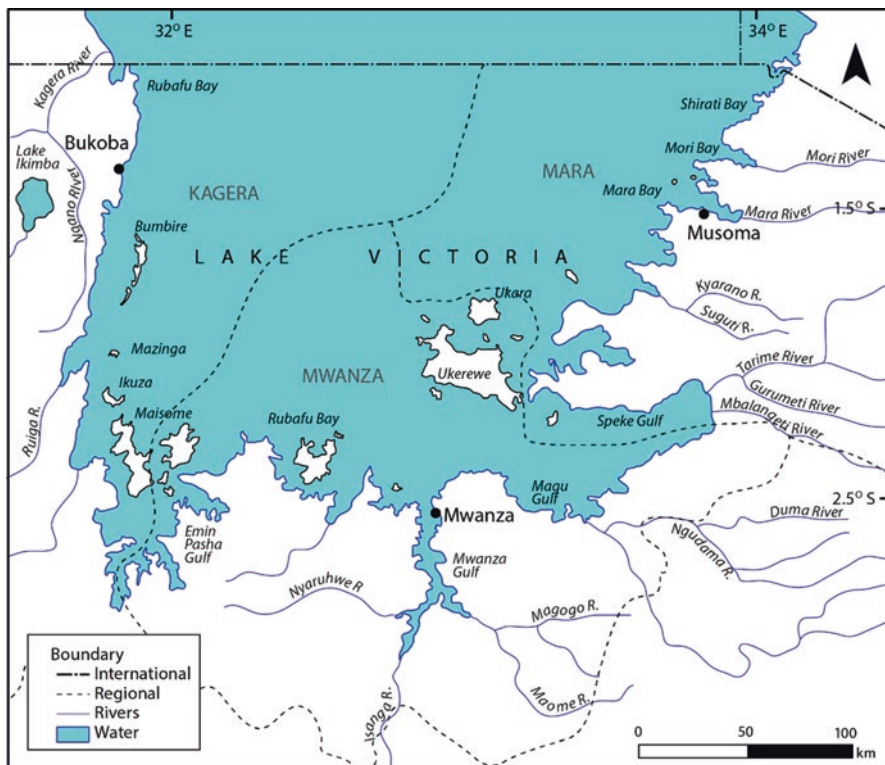 32° E
34° E
Kagera River
Rubafu Bay
Shirati Bay
Bukoba
Mori Bay
Lake
Ikimba
Mori River
KAGERA
MARA
Mara Bay
Ngano River
Mara River
1.5° S
Musoma
Bumbire
LAKE VICTORIA
Kyarano R.
Ukara
Suguti R.
Mazinga
Tarime River
MWANZA
Ukerewe
Ikuza
Gurumeti River
Maisome
Rubafu Bay
Speke Gulf
Mbalangeti River
Ruiga R.
Magu
Gulf
2.5° S
Mwanza
Duma River
Emin
Pasha
Gulf
Ngudama R.
Mwanza
Gulf
Nyaruhwe R
Magogo R.
Maome R.
Isanga R.
Boundary
International
Regional
Rivers
Water
0 50 100
km